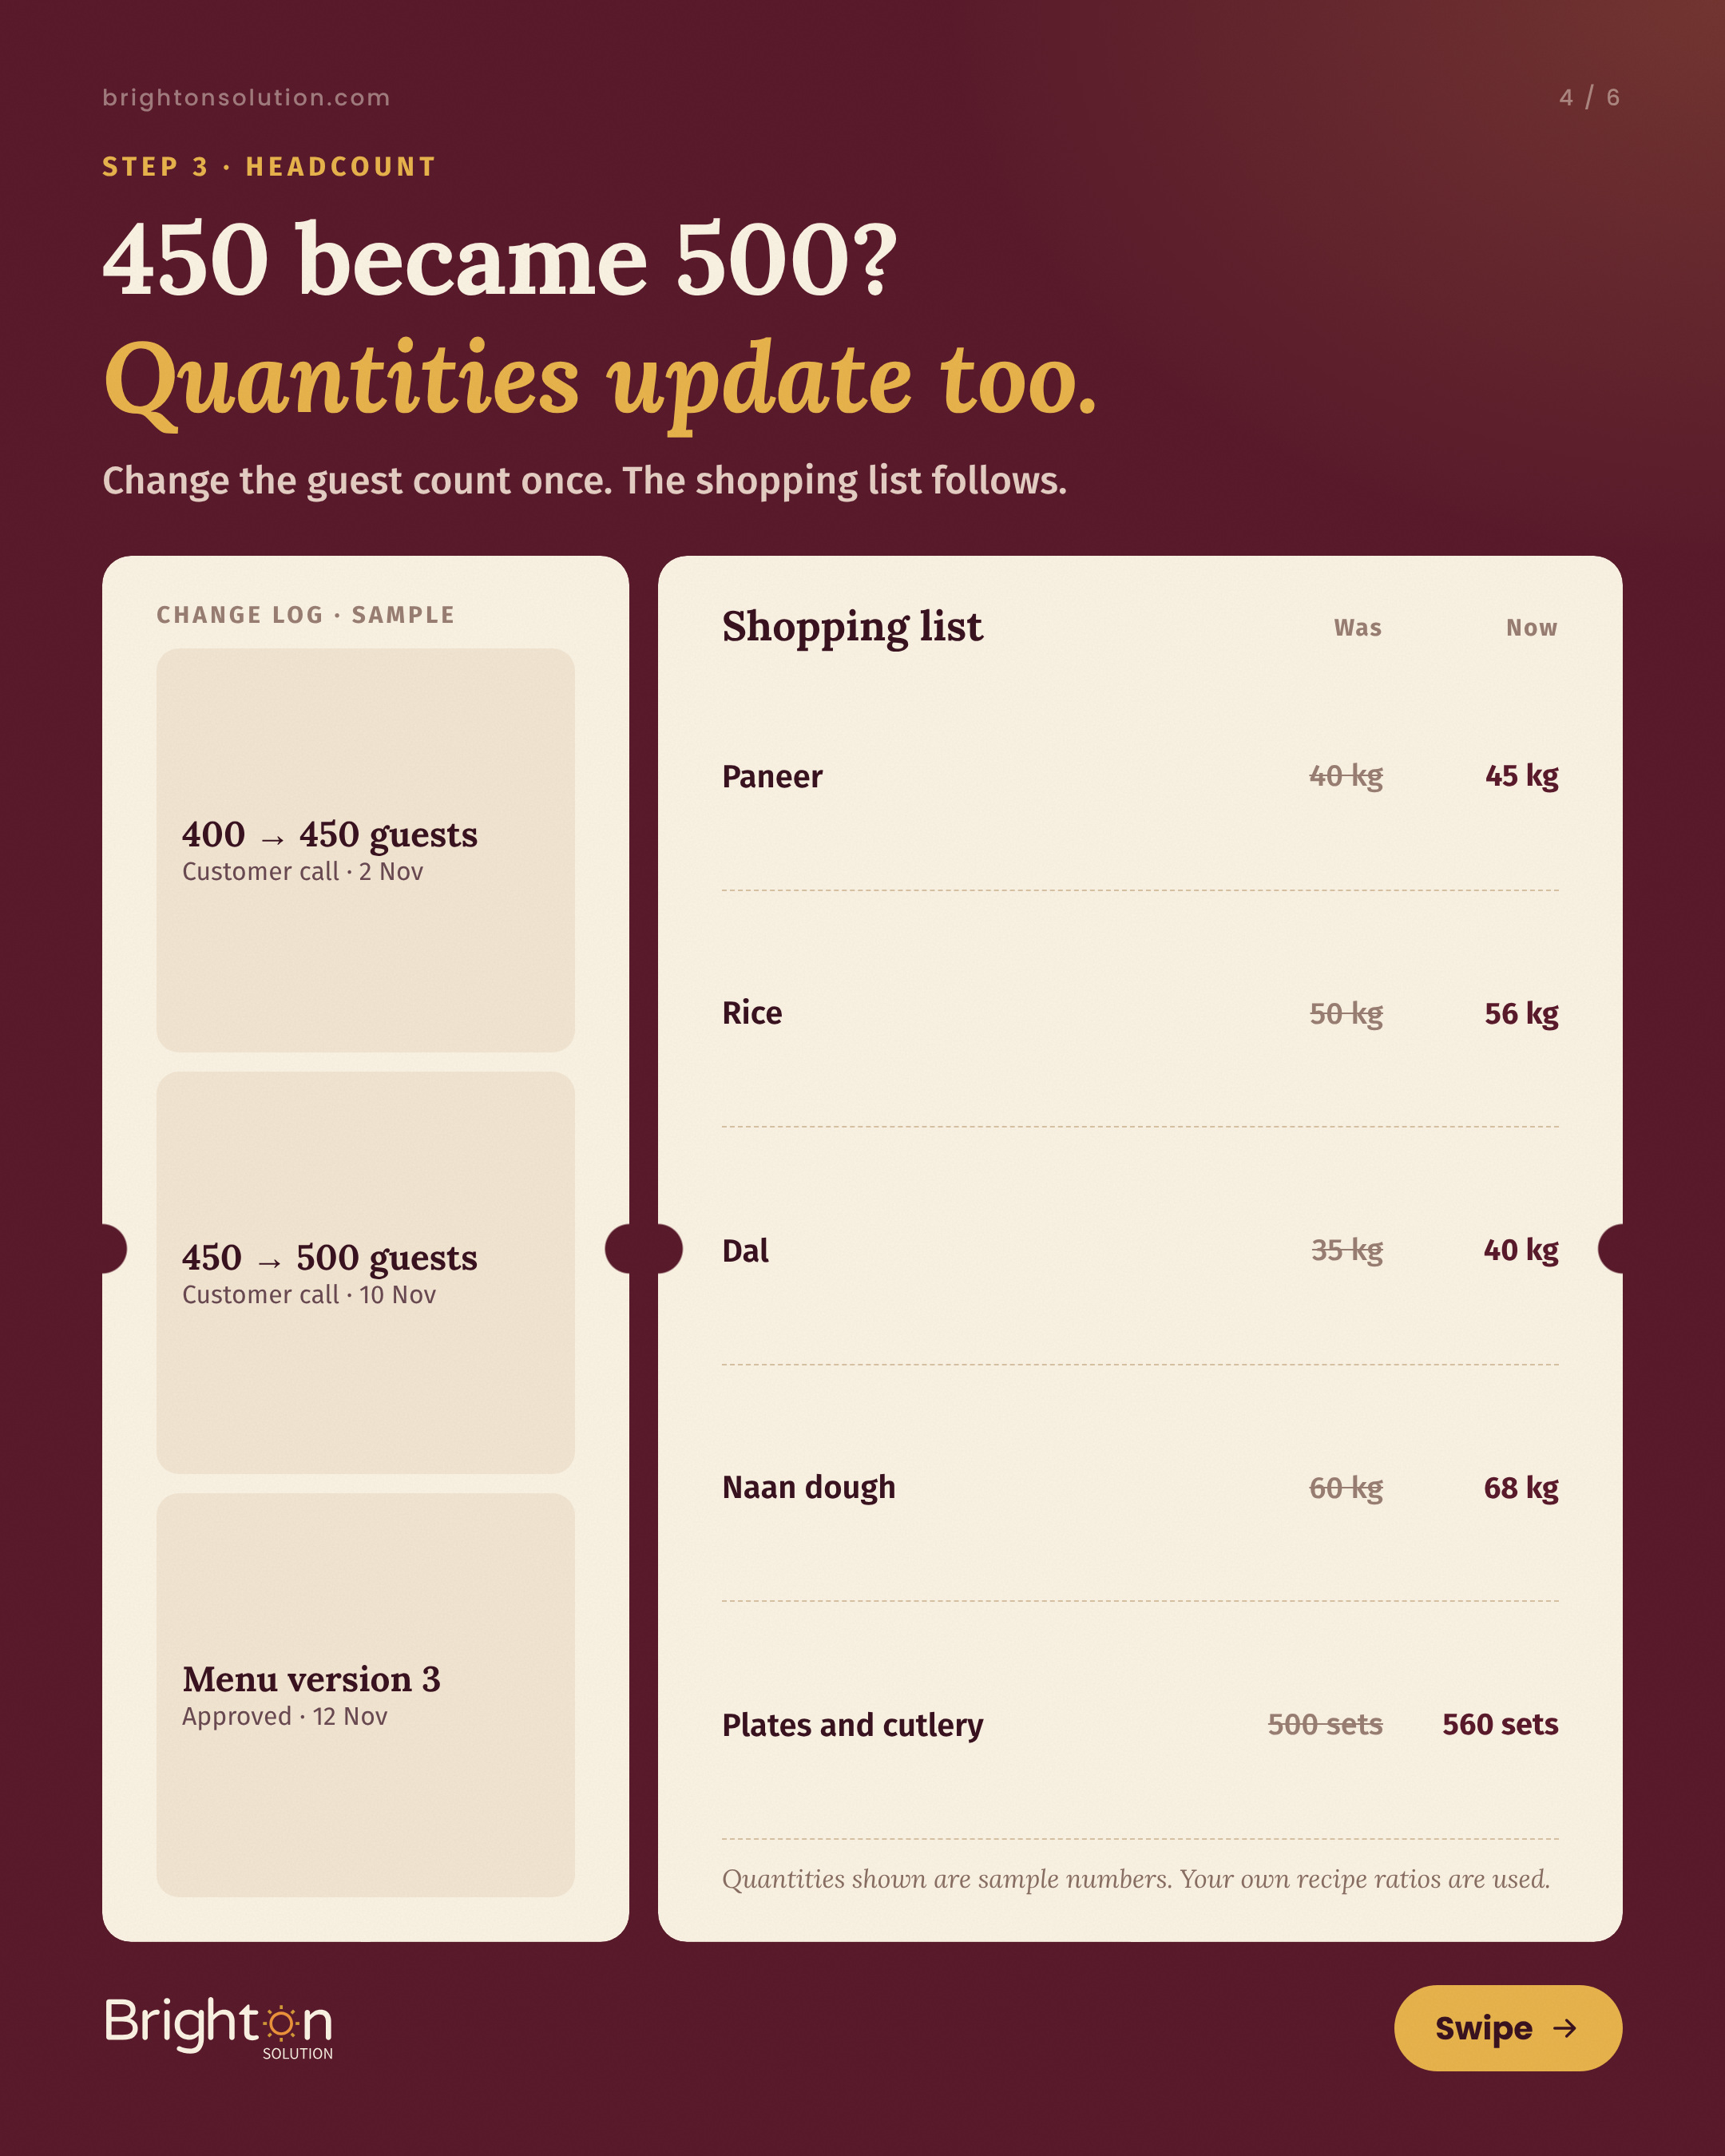 brightonsolution.com
4 / 6
STEP 3 · HEADCOUNT
450 became 500?
Quantities update too.
Change the guest count once. The shopping list follows.
CHANGE LOG · SAMPLE
400 → 450 guests
Customer call · 2 Nov
450 → 500 guests
Customer call · 10 Nov
Menu version 3
Approved · 12 Nov
Shopping list Was Now
Paneer 40 kg 45 kg
Rice 50 kg 56 kg
Dal 35 kg 40 kg
Naan dough 60 kg 68 kg
Plates and cutlery 500 sets 560 sets
Quantities shown are sample numbers. Your own recipe ratios are used.
Brighton
SOLUTION
Swipe →